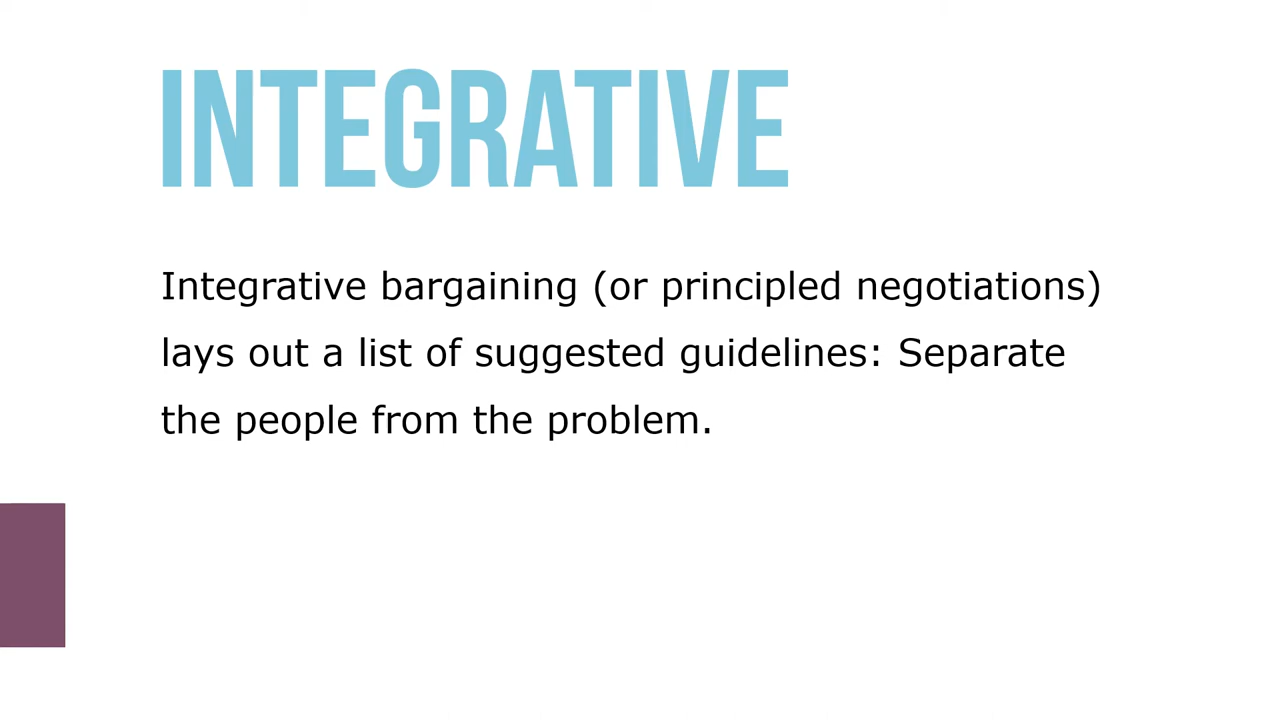 INTEGRATIVE
Integrative bargaining (or principled negotiations)
lays out a list of suggested guidelines: Separate
the people from the problem.